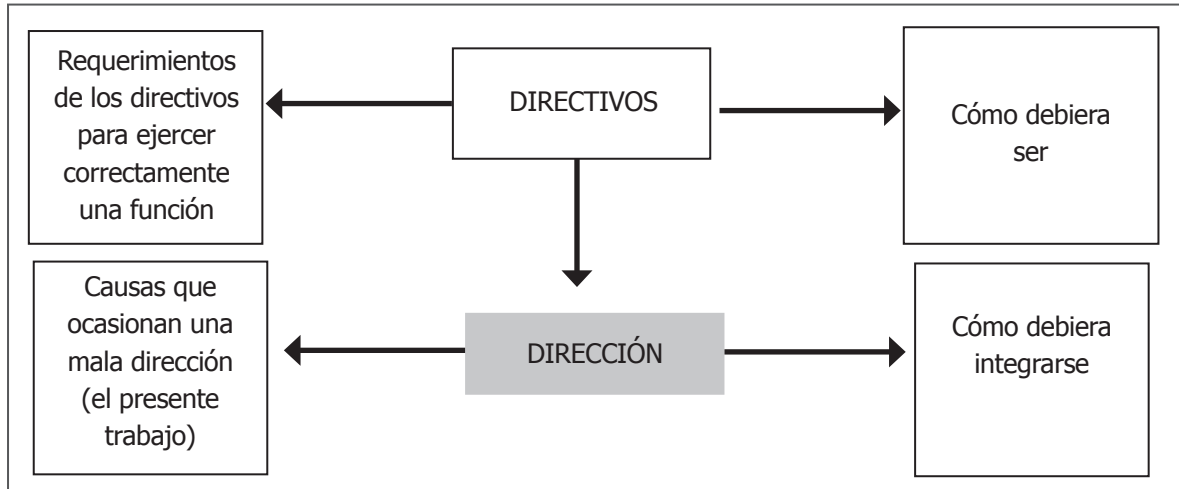 Requerimientos
de los directivos
para ejercer
correctamente
una función
DIRECTIVOS
Cómo debiera
ser
Causas que
ocasionan una
mala dirección
(el presente
trabajo)
DIRECCIÓN
Cómo debiera
integrarse